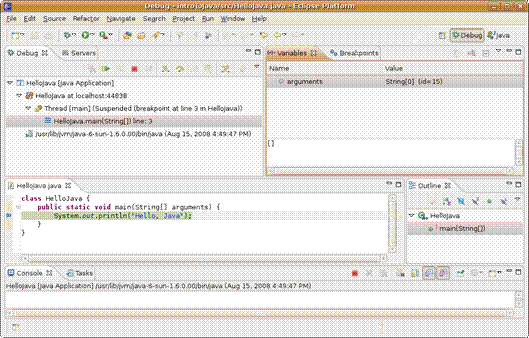 Debug - intro@java/src/HelloJava.java - Eclipse Platform
File Edit Source Refactor Navigate Search Project Run Window Help
Debug Java
Debug Servers
HelloJava [Java Application]
HelloJava at localhost:44838
Thread [main] (Suspended (breakpoint at line 3 in HelloJava))
HelloJava.main(String[]) line: 3
/usr/lib/jvm/java-6-sun-1.6.0.00/bin/java (Aug 15, 2008 4:49:47 PM)
Variables Breakpoints
Name Value
arguments String[0] (id=15)
[]
HelloJava.java
class HelloJava {
public static void main(String[] arguments) {
System.out.println("Hello, Java");
}
}
Outline
HelloJava
main(String[])
Console Tasks
HelloJava [Java Application] /usr/lib/jvm/java-6-sun-1.6.0.00/bin/java (Aug 15, 2008 4:49:47 PM)